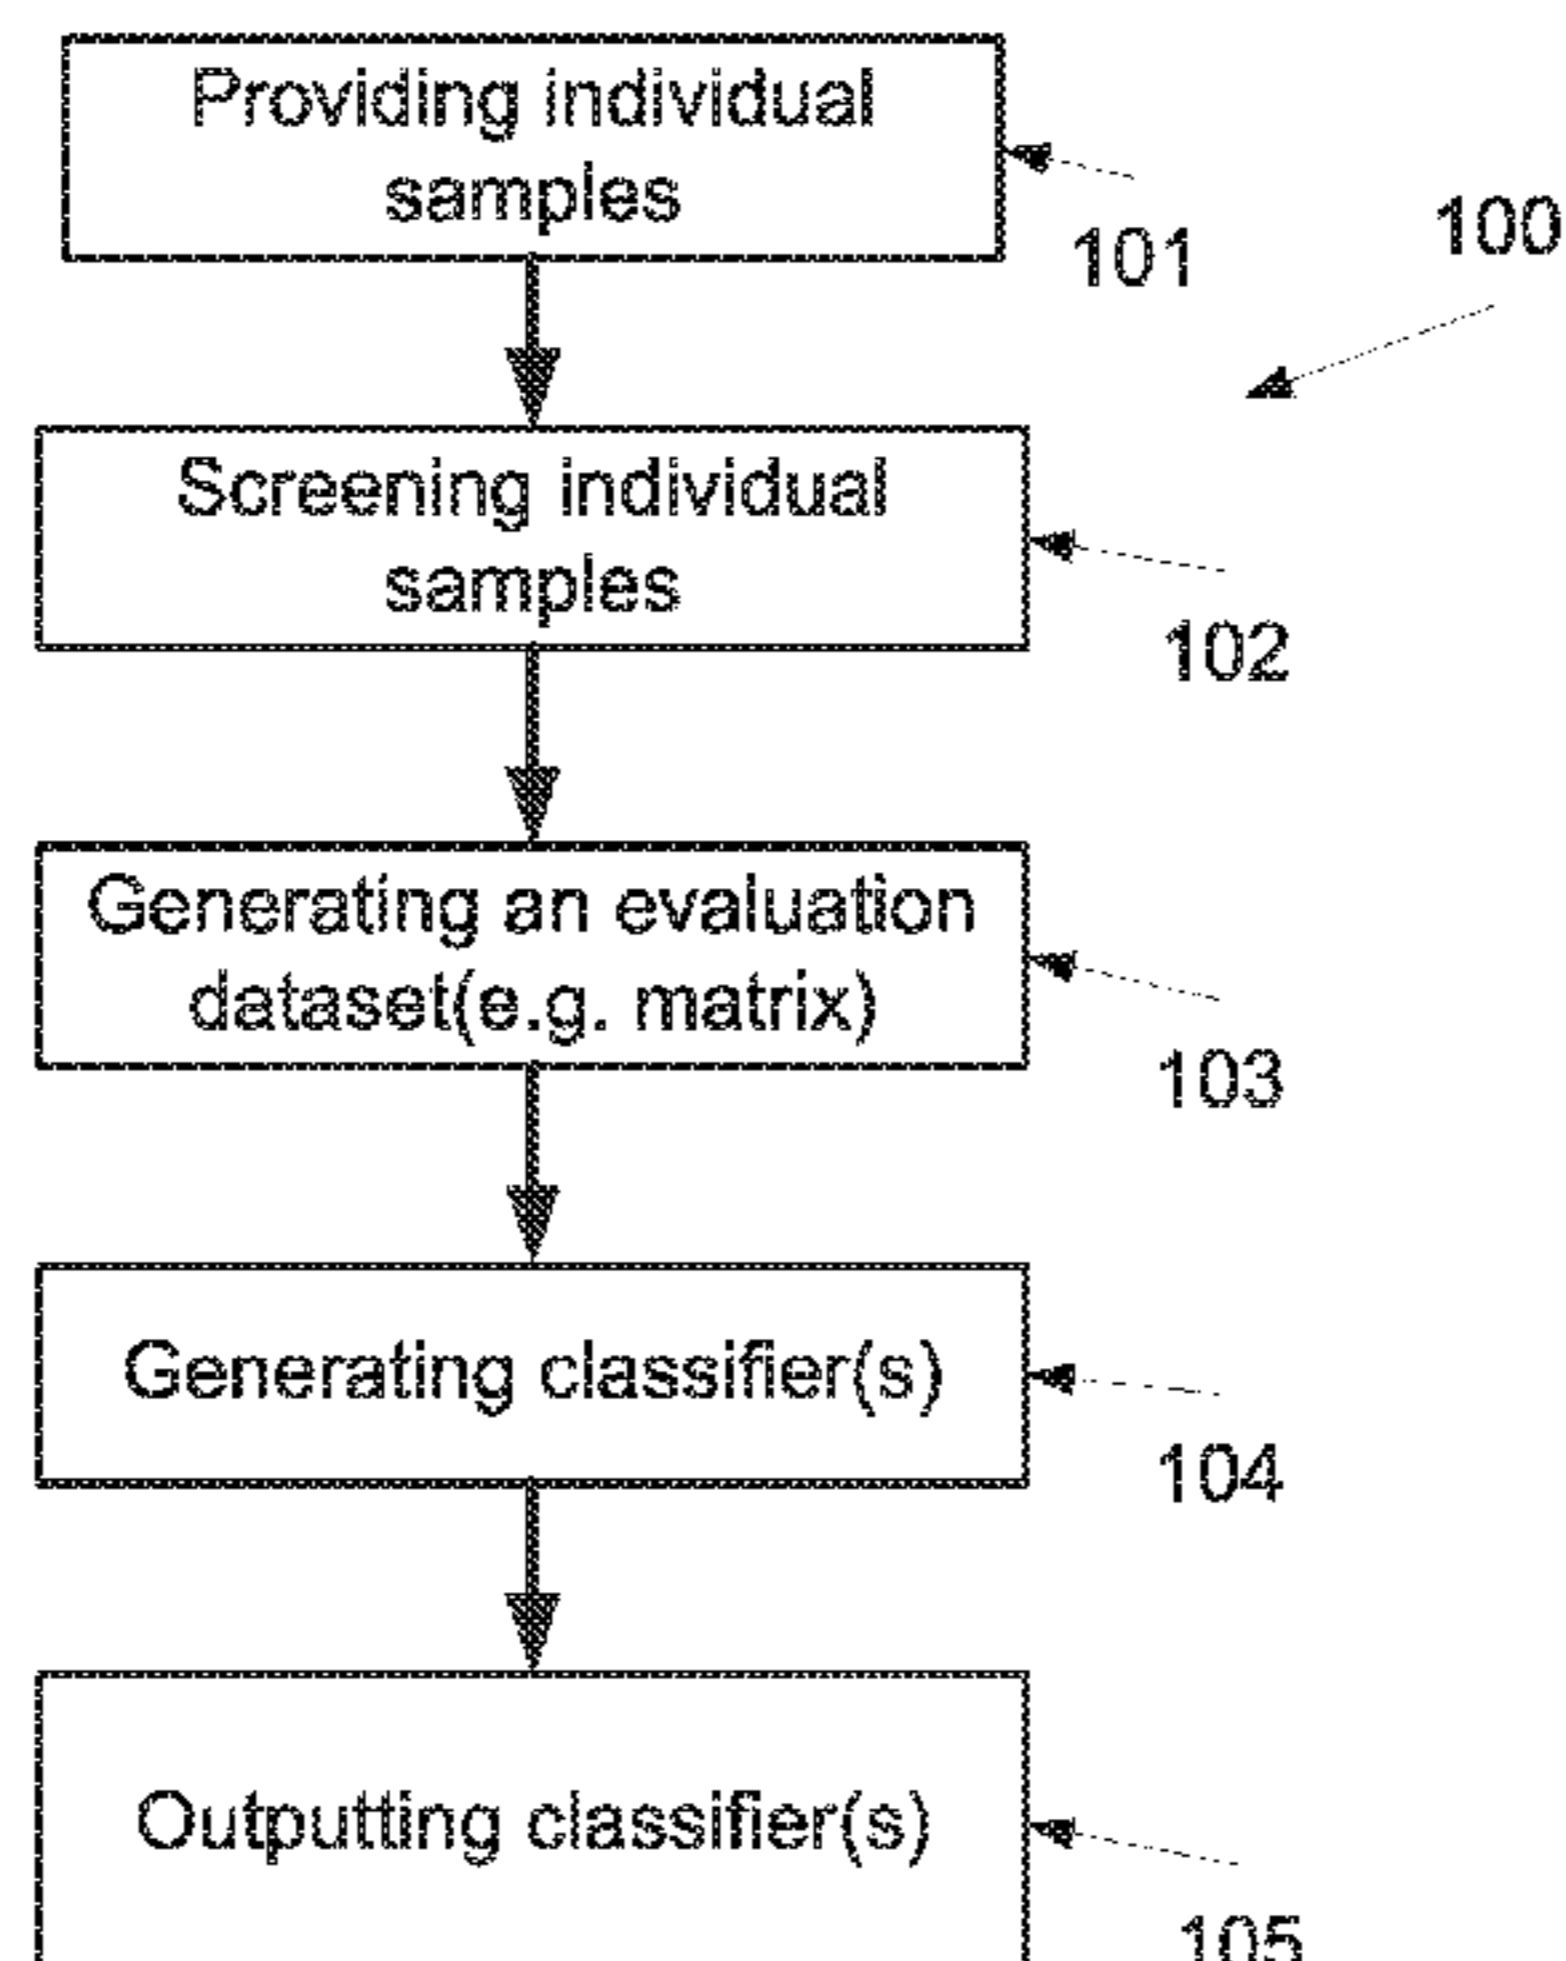 Providing individual
samples
101
100
Screening individual
samples
102
Generating an evaluation
dataset(e.g. matrix)
103
Generating classifier(s)
104
Outputting classifier(s)
105